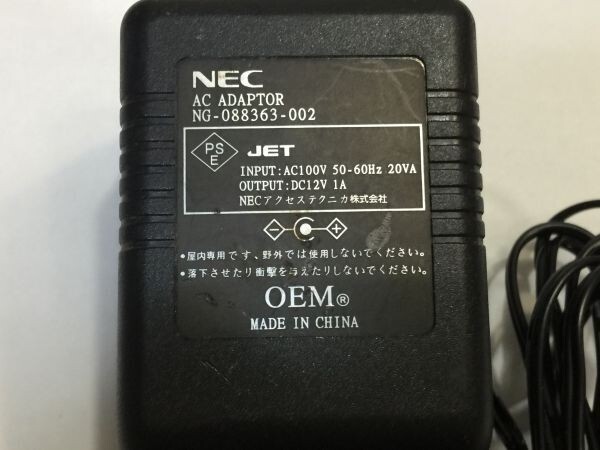 NEC
AC ADAPTOR
NG-088363-002
PS
E
JET
INPUT:AC100V 50-60Hz 20VA
OUTPUT:DC12V 1A
NECアクセステクニカ株式会社
- +
•屋内専用です、野外では使用しないでください。
•落下させたり衝撃を与えたりしないでください。
OEM®
MADE IN CHINA